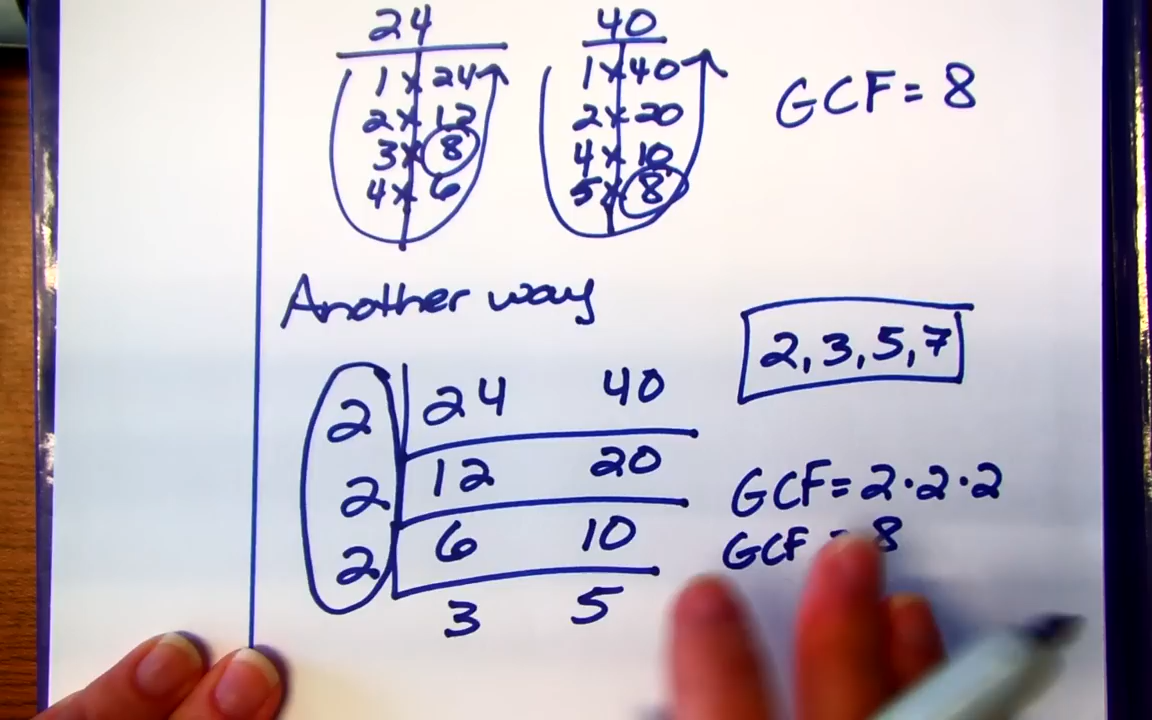 24 40
1 x 24 1 x 40 GCF = 8
2 x 12 2 x 20
3 x 8 4 x 10
4 x 6 5 x 8
Another way
2, 3, 5, 7
2 24 40
2 12 20 GCF = 2 · 2 · 2
2 6 10 GCF = 8
3 5